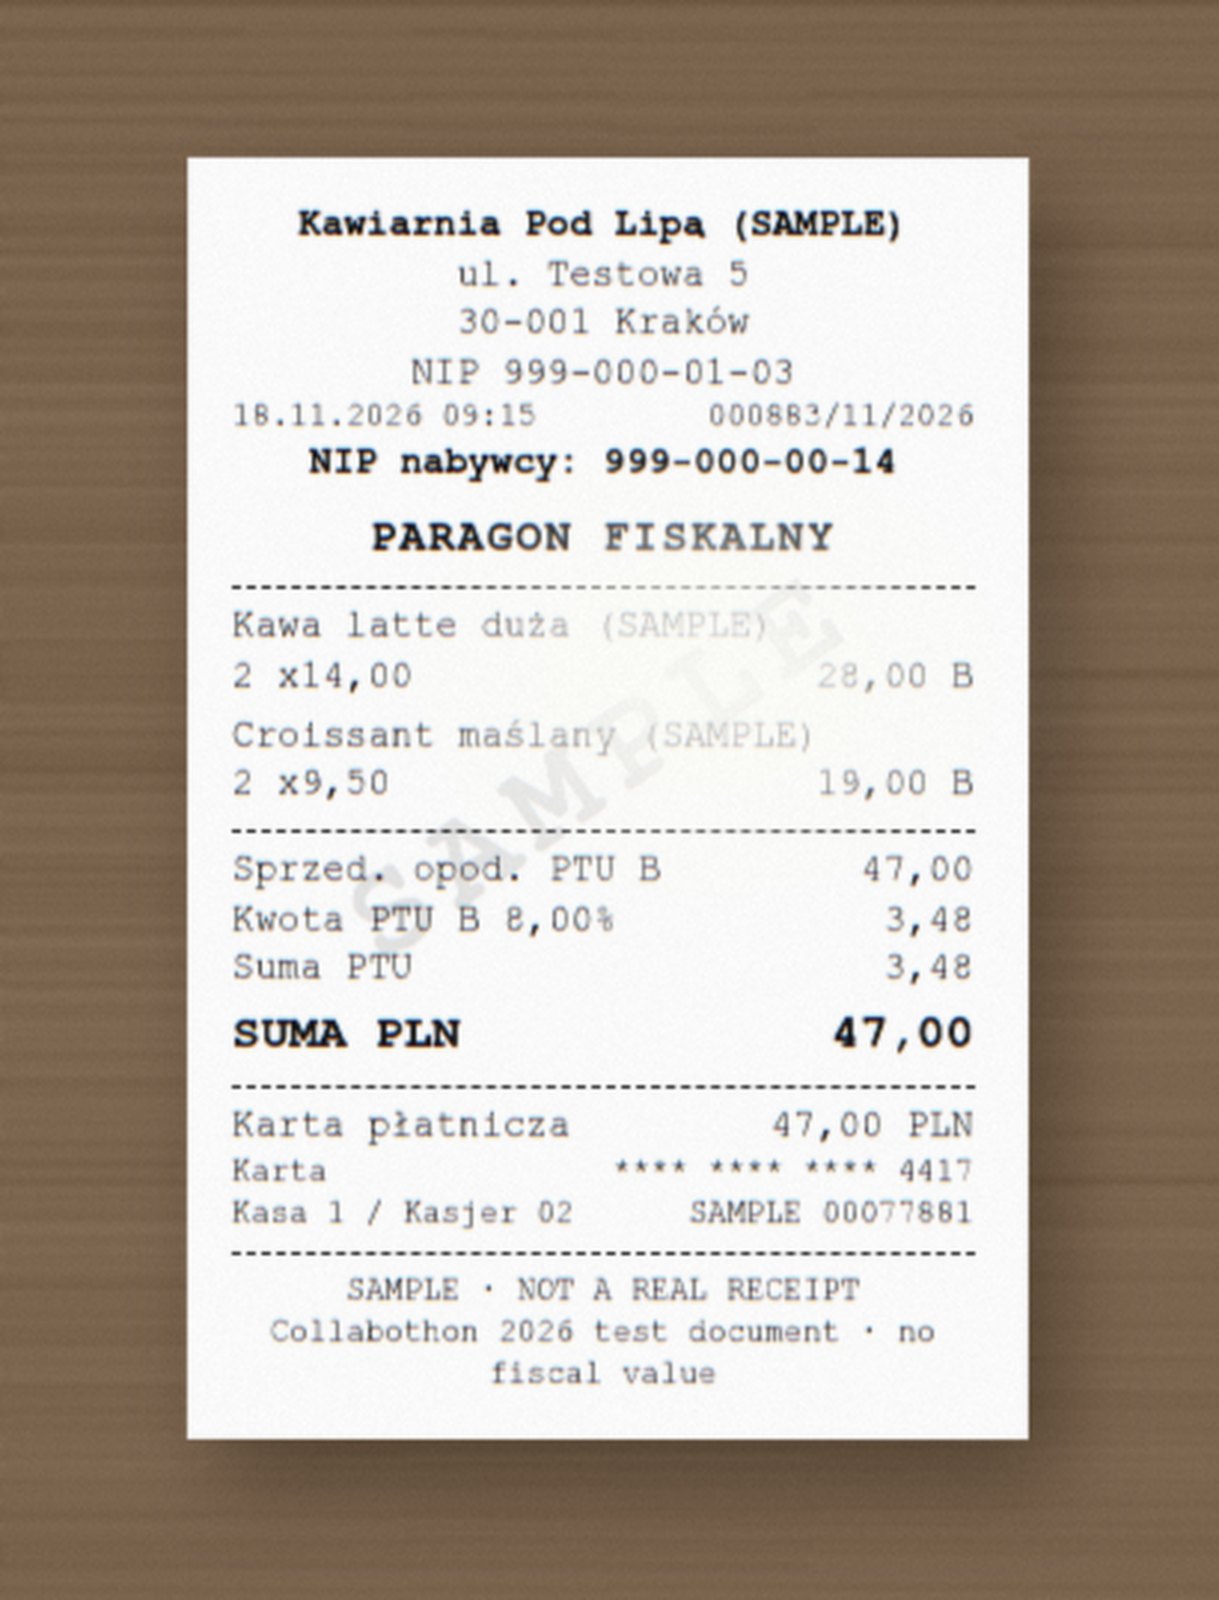 Kawiarnia Pod Lipą (SAMPLE)
ul. Testowa 5
30-001 Kraków
NIP 999-000-01-03
18.11.2026 09:15 000883/11/2026
NIP nabywcy: 999-000-00-14
PARAGON FISKALNY
Kawa latte duża (SAMPLE)
2 x14,00 28,00 B
Croissant maślany (SAMPLE)
2 x9,50 19,00 B
SAMPLE
Sprzed. opod. PTU B 47,00
Kwota PTU B 8,00% 3,48
Suma PTU 3,48
SUMA PLN 47,00
Karta płatnicza 47,00 PLN
Karta **** **** **** 4417
Kasa 1 / Kasjer 02 SAMPLE 00077881
SAMPLE · NOT A REAL RECEIPT
Collabothon 2026 test document · no
fiscal value